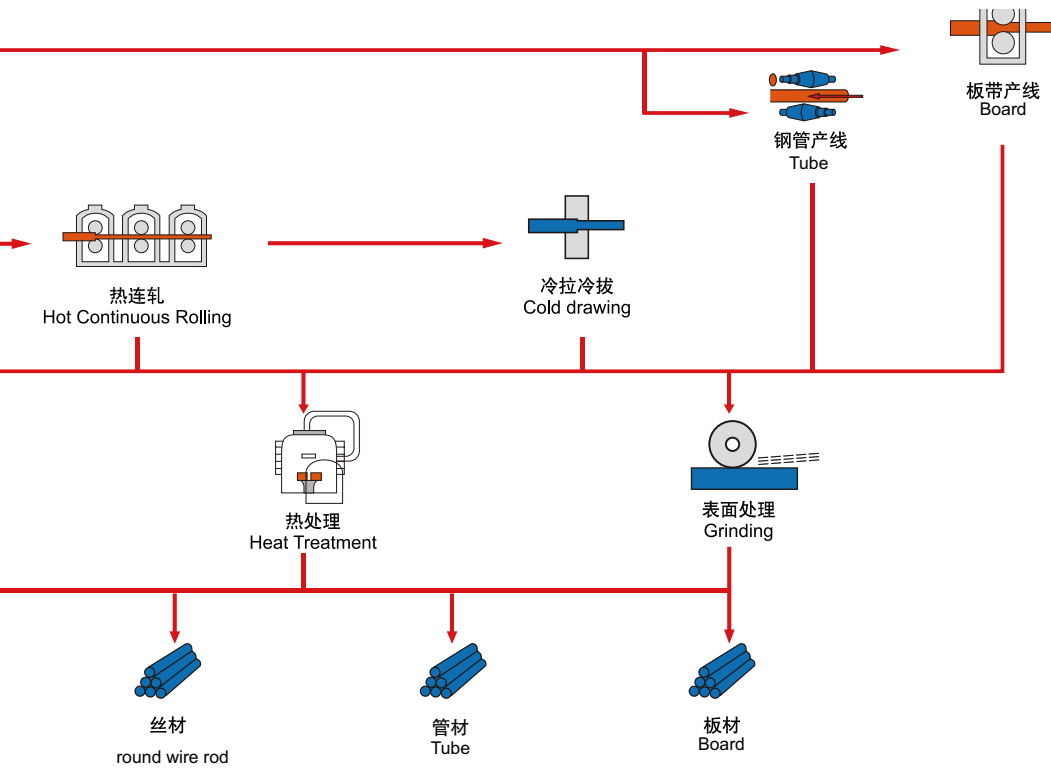 板带产线
Board
钢管产线
Tube
热连轧
Hot Continuous Rolling
冷拉冷拔
Cold drawing
热处理
Heat Treatment
表面处理
Grinding
丝材
round wire rod
管材
Tube
板材
Board